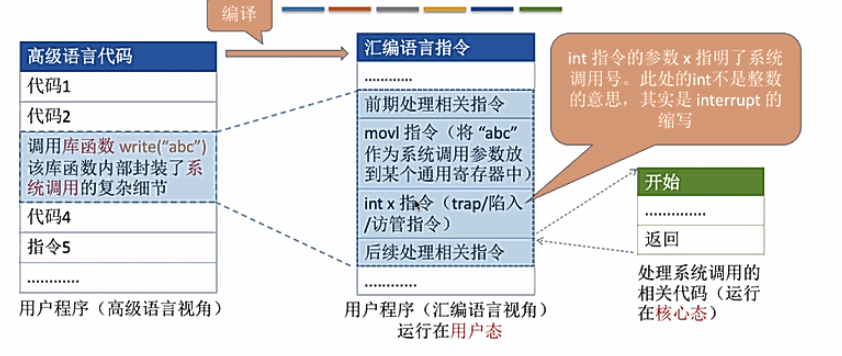 编译
高级语言代码
代码1
代码2
调用库函数 write(“abc”)
该库函数内部封装了系
统调用的复杂细节
代码4
指令5
…………
用户程序（高级语言视角）
汇编语言指令
…………
前期处理相关指令
movl 指令（将 “abc”
作为系统调用参数放
到某个通用寄存器中）
int x 指令（trap/陷入
/访管指令）
后续处理相关指令
…………
用户程序（汇编语言视角）
运行在用户态
int 指令的参数 x 指明了系统
调用号。此处的int不是整数
的意思，其实是 interrupt 的
缩写
开始
…………..
返回
处理系统调用的
相关代码（运行
在核心态）